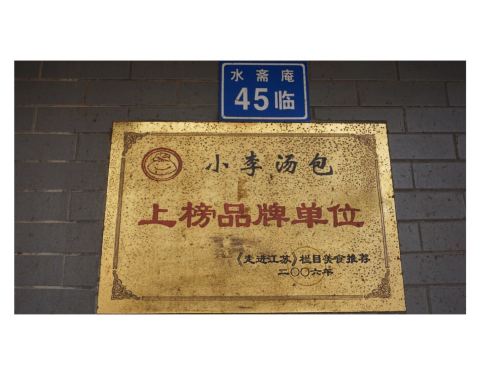 水斋庵
45临
小李汤包
上榜品牌单位
《走进江苏》栏目美食推荐
二〇〇六年